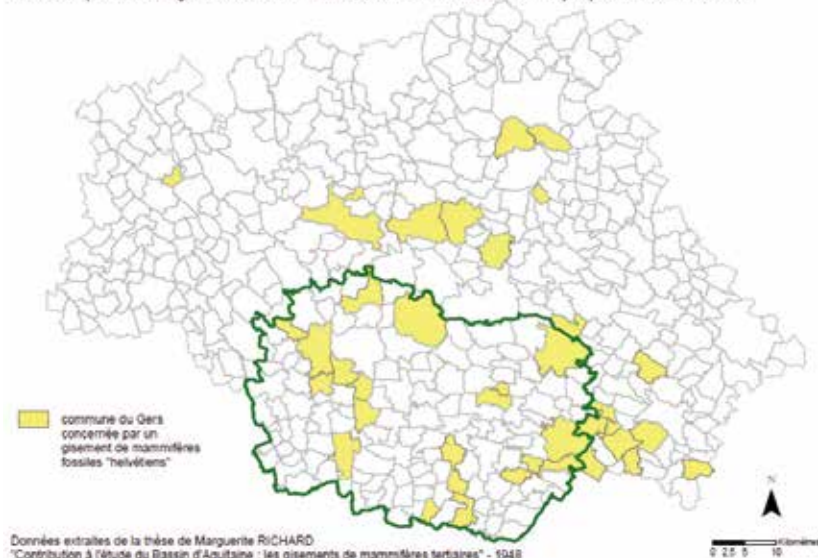 commune du Gers
concernée par un
gisement de mammifères
fossiles "helvétiens"
N
Kilomètres
0 2,5 5 10
Données extraites de la thèse de Marguerite RICHARD
"Contribution à l'étude du Bassin d'Aquitaine : les gisements de mammifères tertiaires" - 1948